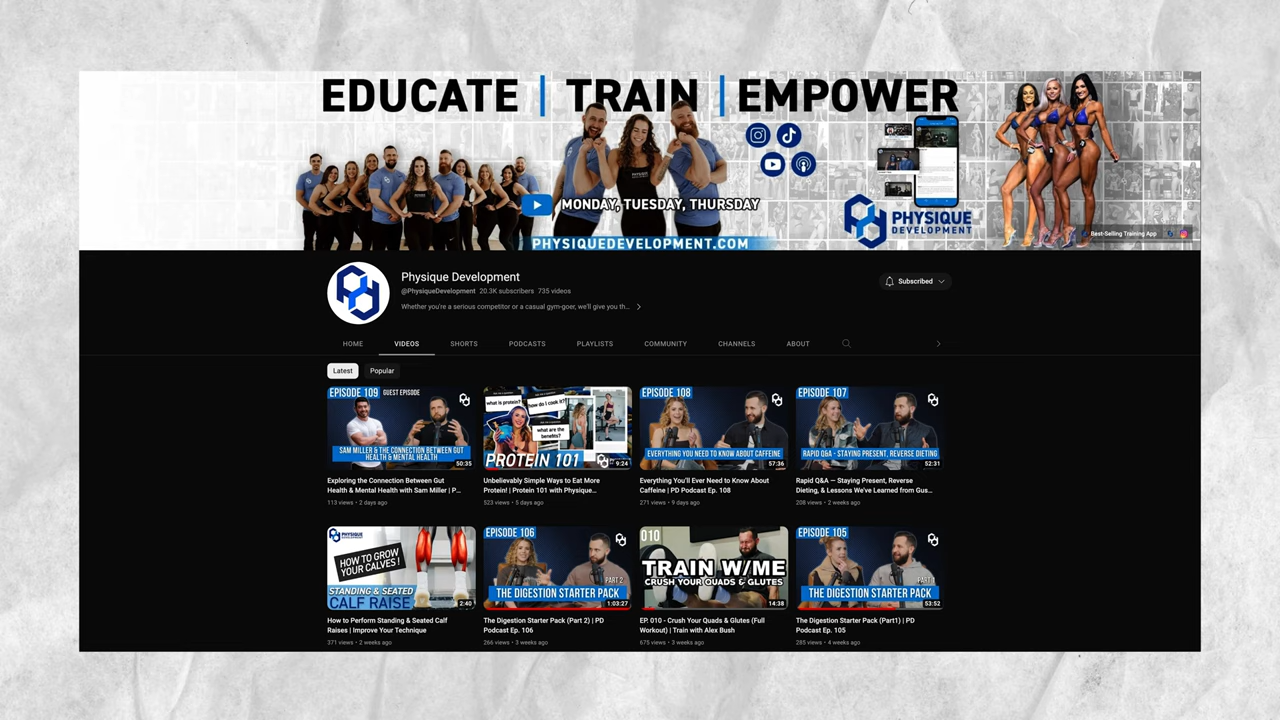 EDUCATE | TRAIN | EMPOWER
MONDAY, TUESDAY, THURSDAY
PHYSIQUE
DEVELOPMENT
Best-Selling Training App
PHYSIQUEDEVELOPMENT.COM
Physique Development
@PhysiqueDevelopment 20.3K subscribers 735 videos
Whether you're a serious competitor or a casual gym-goer, we'll give you th...
Subscribed
HOME VIDEOS SHORTS PODCASTS PLAYLISTS COMMUNITY CHANNELS ABOUT
Latest Popular
EPISODE 109 GUEST EPISODE
SAM MILLER & THE CONNECTION BETWEEN GUT
HEALTH & MENTAL HEALTH
50:35
Exploring the Connection Between Gut
Health & Mental Health with Sam Miller | P...
113 views • 2 days ago
what is protein?
how do I cook it?
what are the
benefits?
PROTEIN 101
9:24
Unbelievably Simple Ways to Eat More
Protein! | Protein 101 with Physique...
523 views • 5 days ago
EPISODE 108
EVERYTHING YOU NEED TO KNOW ABOUT CAFFEINE
57:36
Everything You'll Ever Need to Know About
Caffeine | PD Podcast Ep. 108
271 views • 9 days ago
EPISODE 107
RAPID Q&A - STAYING PRESENT, REVERSE DIETING
52:31
Rapid Q&A — Staying Present, Reverse
Dieting, & Lessons We've Learned from Gus...
208 views • 2 weeks ago
PHYSIQUE
DEVELOPMENT
HOW TO GROW
YOUR CALVES!
STANDING & SEATED
CALF RAISE
2:40
How to Perform Standing & Seated Calf
Raises | Improve Your Technique
371 views • 2 weeks ago
EPISODE 106
PART 2
THE DIGESTION STARTER PACK
1:03:27
The Digestion Starter Pack (Part 2) | PD
Podcast Ep. 106
266 views • 3 weeks ago
010
TRAIN W/ME
CRUSH YOUR QUADS & GLUTES
14:38
EP. 010 - Crush Your Quads & Glutes (Full
Workout) | Train with Alex Bush
675 views • 3 weeks ago
EPISODE 105
PART 1
THE DIGESTION STARTER PACK
53:52
The Digestion Starter Pack (Part1) | PD
Podcast Ep. 105
285 views • 4 weeks ago